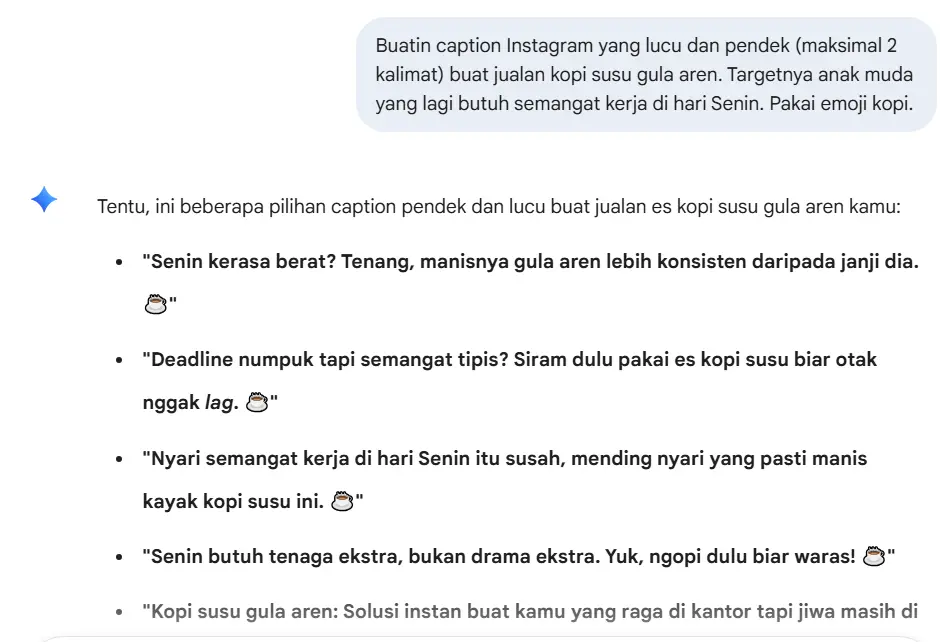 Buatin caption Instagram yang lucu dan pendek (maksimal 2
kalimat) buat jualan kopi susu gula aren. Targetnya anak muda
yang lagi butuh semangat kerja di hari Senin. Pakai emoji kopi.
Tentu, ini beberapa pilihan caption pendek dan lucu buat jualan es kopi susu gula aren kamu:
• "Senin kerasa berat? Tenang, manisnya gula aren lebih konsisten daripada janji dia.
☕"
• "Deadline numpuk tapi semangat tipis? Siram dulu pakai es kopi susu biar otak
nggak lag. ☕"
• "Nyari semangat kerja di hari Senin itu susah, mending nyari yang pasti manis
kayak kopi susu ini. ☕"
• "Senin butuh tenaga ekstra, bukan drama ekstra. Yuk, ngopi dulu biar waras! ☕"
• "Kopi susu gula aren: Solusi instan buat kamu yang raga di kantor tapi jiwa masih di